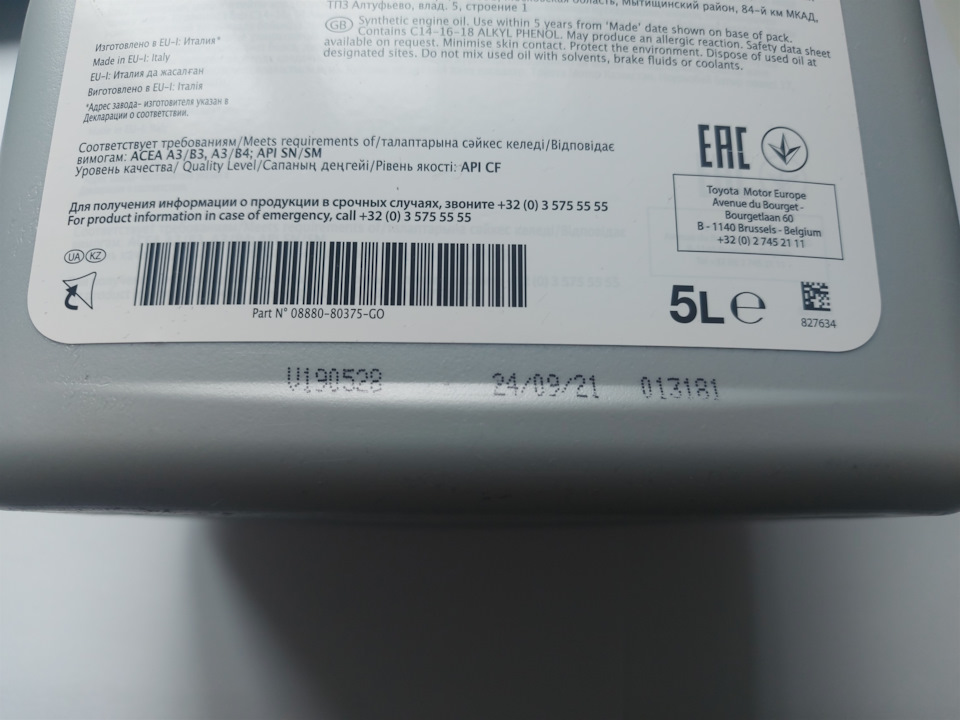 ТПЗ Алтуфьево, влад. 5, строение 1
область, Мытищинский район, 84-й км МКАД,
GB Synthetic engine oil. Use within 5 years from 'Made' date shown on base of pack.
Contains C14-16-18 ALKYL PHENOL. May produce an allergic reaction. Safety data sheet
available on request. Minimise skin contact. Protect the environment. Dispose of used oil at
designated sites. Do not mix used oil with solvents, brake fluids or coolants.
Изготовлено в EU-I: Италия*
Made in EU-I: Italy
EU-I: Италия да жасалған
Виготовлено в EU-I: Італія
*Адрес завода- изготовителя указан в
Декларации о соответствии.
Соответствует требованиям/Meets requirements of/талаптарына сәйкес келеді/Відповідає
вимогам: ACEA A3/B3, A3/B4; API SN/SM
Уровень качества/ Quality Level/Сапаның деңгейі/Рівень якості: API CF
Для получения информации о продукции в срочных случаях, звоните +32 (0) 3 575 55 55
For product information in case of emergency, call +32 (0) 3 575 55 55
EAC
Toyota Motor Europe
Avenue du Bourget -
Bourgetlaan 60
B - 1140 Brussels - Belgium
+32 (0) 2 745 21 11
UA KZ
Part N° 08880-80375-GO
5L e
827634
V190528 24/09/21 013181